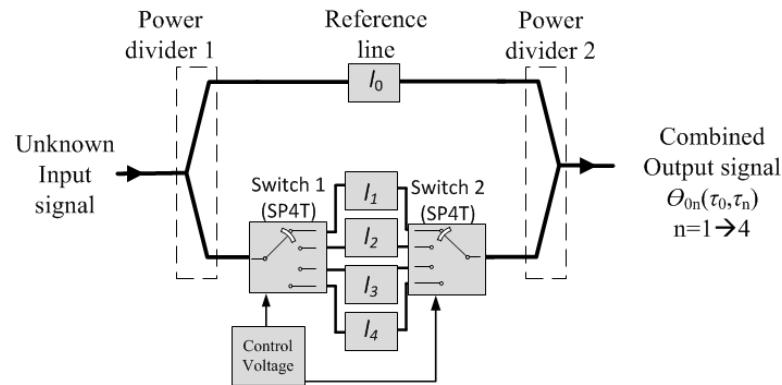 Power
divider 1
Reference
line
Power
divider 2
l0
Unknown
Input
signal
Combined
Output signal
Θ0n(τ0,τn)
n=1→4
Switch 1
(SP4T)
Switch 2
(SP4T)
l1
l2
l3
l4
Control
Voltage